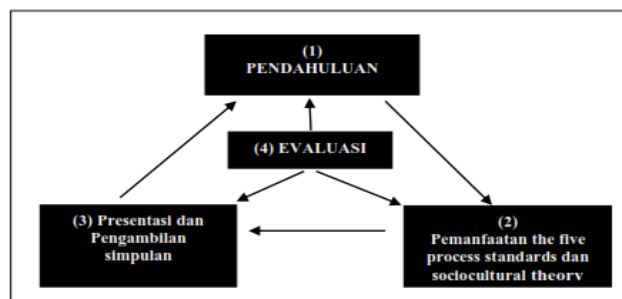 (1)
PENDAHULUAN
(4) EVALUASI
(3) Presentasi dan
Pengambilan
simpulan
(2)
Pemanfaatan the five
process standards dan
sociocultural theory